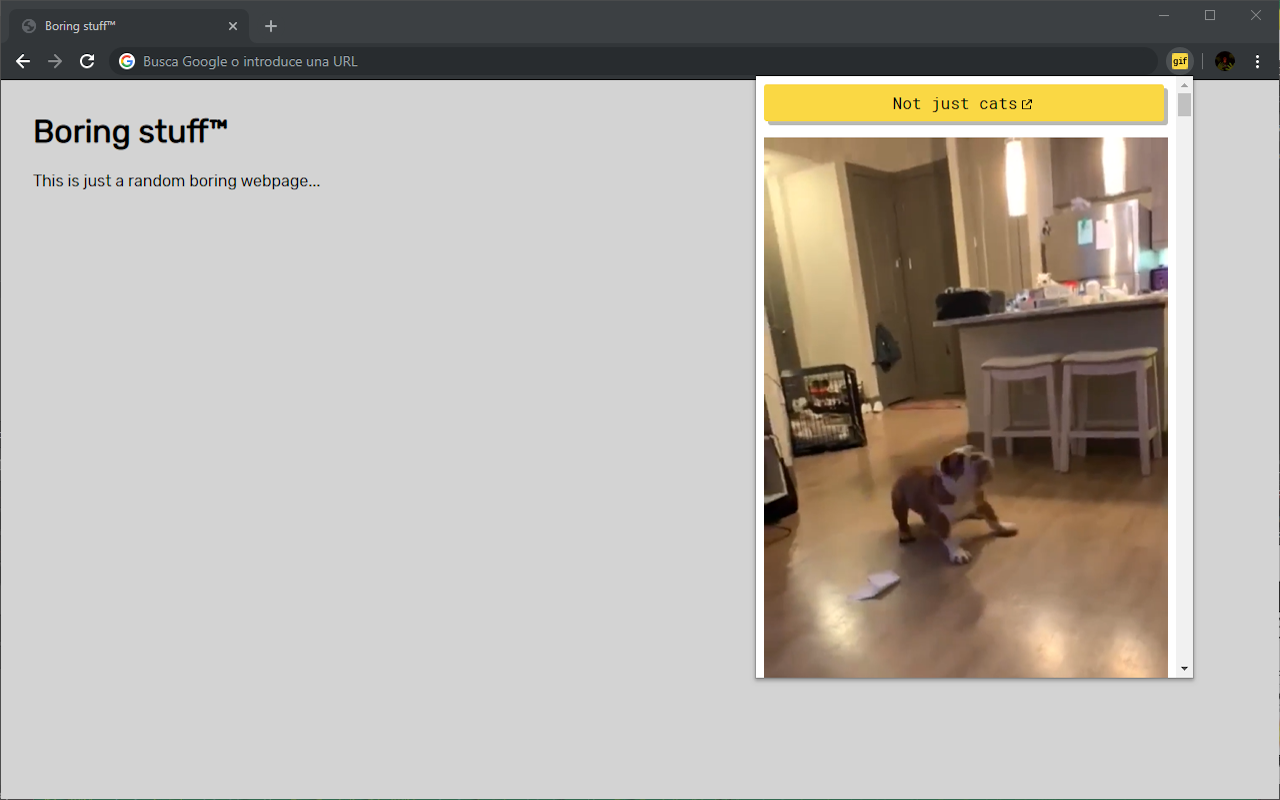 Boring stuff™
Busca Google o introduce una URL
gif
Not just cats
Boring stuff™
This is just a random boring webpage...